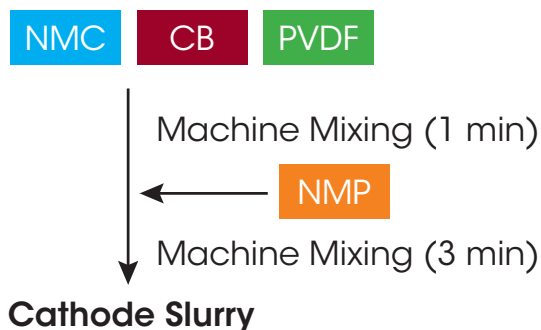 NMC CB PVDF
Machine Mixing (1 min)
NMP
Machine Mixing (3 min)
Cathode Slurry